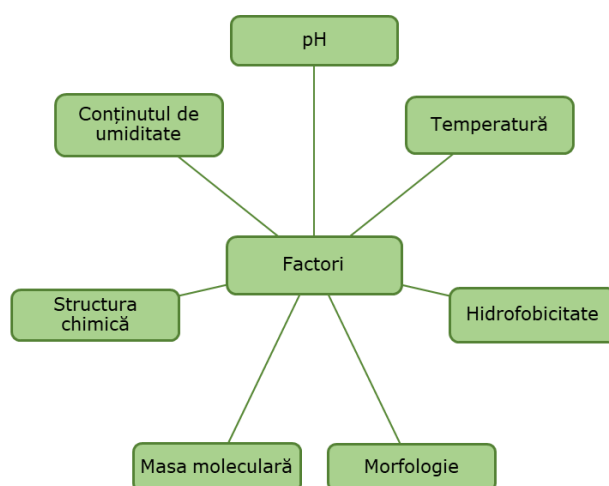 pH
Conținutul de
umiditate
Temperatură
Factori
Structura
chimică
Hidrofobicitate
Masa moleculară
Morfologie